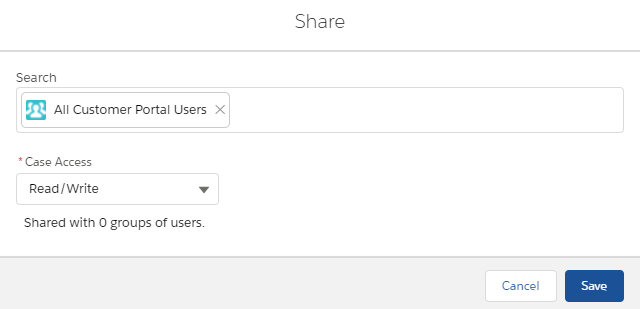 Share
Search
All Customer Portal Users
* Case Access
Read/Write
Shared with 0 groups of users.
Cancel Save